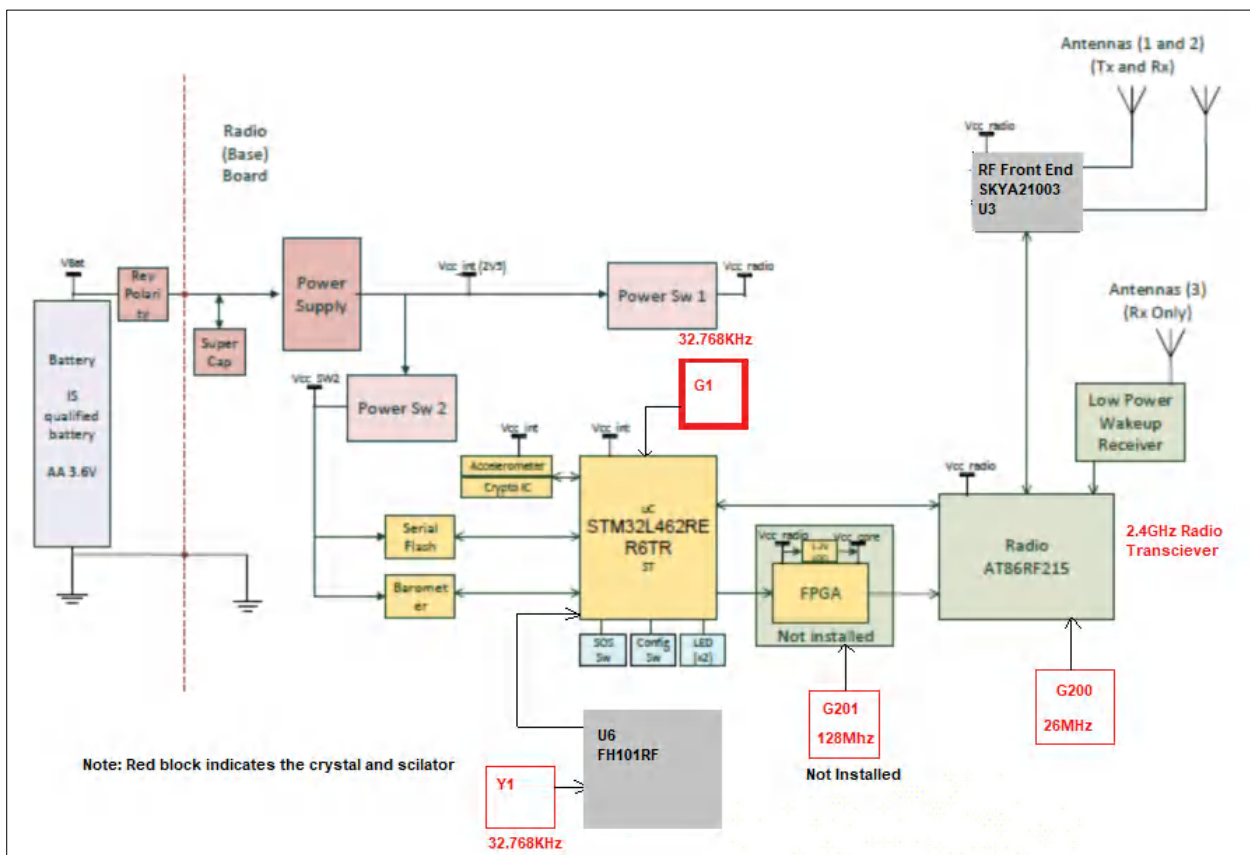 Antennas (1 and 2)
(Tx and Rx)
Radio
(Base)
Board
Vcc_radio
RF Front End
SKYA21003
U3
VBat
Rev
Polari
ty
Power
Supply
Vcc_int (2V5)
Power Sw 1
Vcc_radio
32.768KHz
Antennas (3)
(Rx Only)
Super
Cap
Battery
IS
qualified
battery
AA 3.6V
Vcc_SW2
Power Sw 2
G1
Low Power
Wakeup
Receiver
Vcc_int
Vcc_int
Accelerometer
Crypto IC
Vcc_radio
uC
STM32L462RE
R6TR
ST
Serial
Flash
Vcc_radio
Vcc_core
Radio
AT86RF215
2.4GHz Radio
Transciever
FPGA
Baromet
er
Not installed
SOS
Sw
Config
Sw
LED
(x2)
G201
128Mhz
G200
26MHz
U6
FH101RF
Not Installed
Note: Red block indicates the crystal and scilator
Y1
32.768KHz